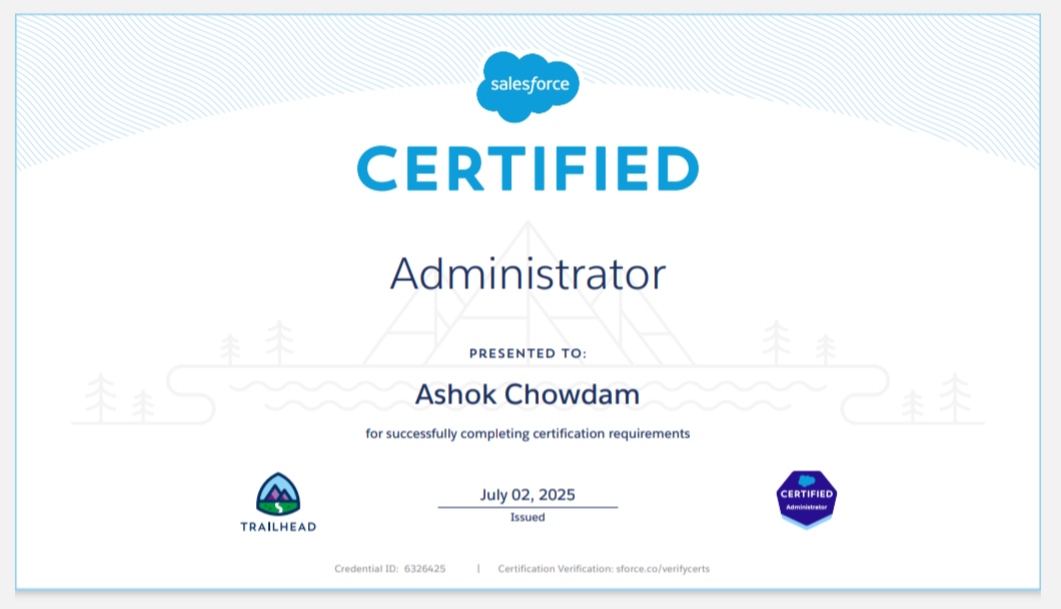 salesforce
CERTIFIED
Administrator
PRESENTED TO:
Ashok Chowdam
for successfully completing certification requirements
TRAILHEAD
July 02, 2025
Issued
CERTIFIED
Administrator
Credential ID: 6326425 | Certification Verification: sforce.co/verifycerts